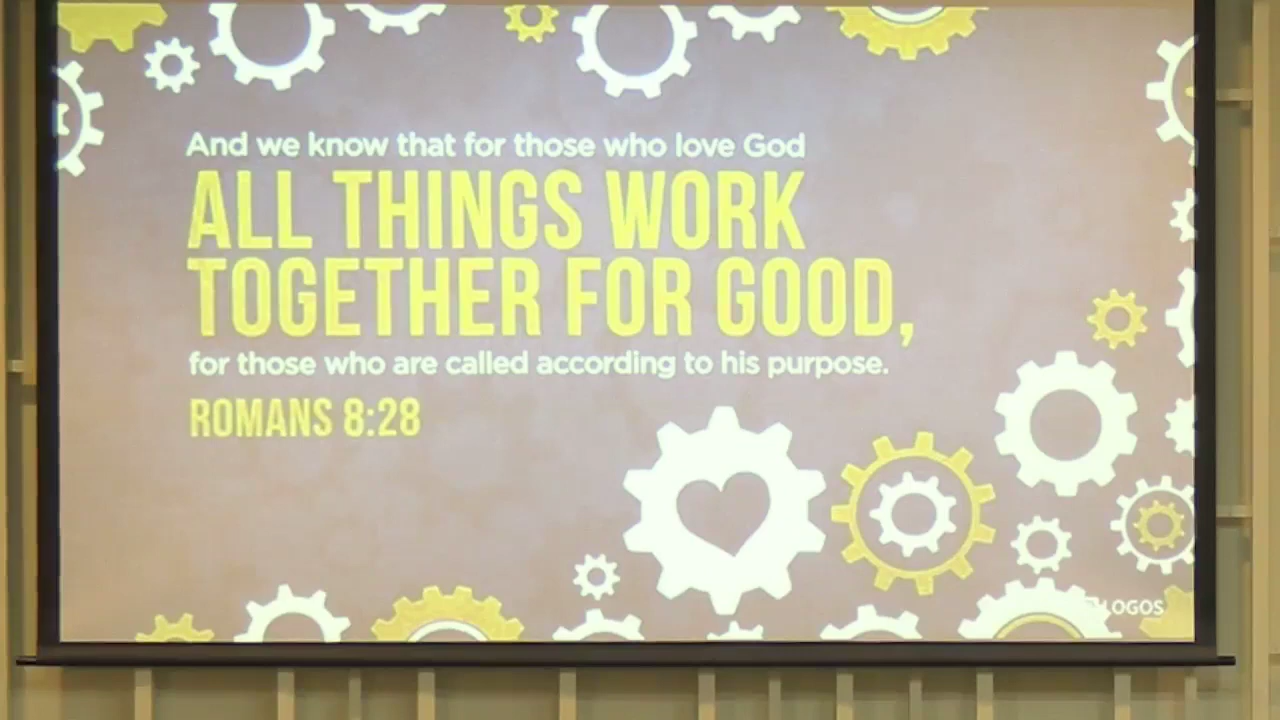 And we know that for those who love God
ALL THINGS WORK
TOGETHER FOR GOOD,
for those who are called according to his purpose.
ROMANS 8:28
LOGOS